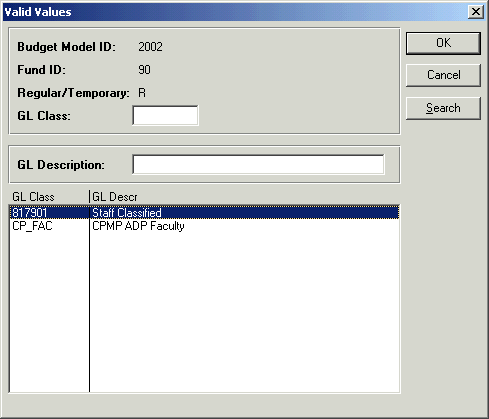 Valid Values
Budget Model ID: 2002
OK
Fund ID: 90
Cancel
Regular/Temporary: R
GL Class:
Search
GL Description:
GL Class GL Descr
817901 Staff Classified
CP_FAC CPMP ADP Faculty